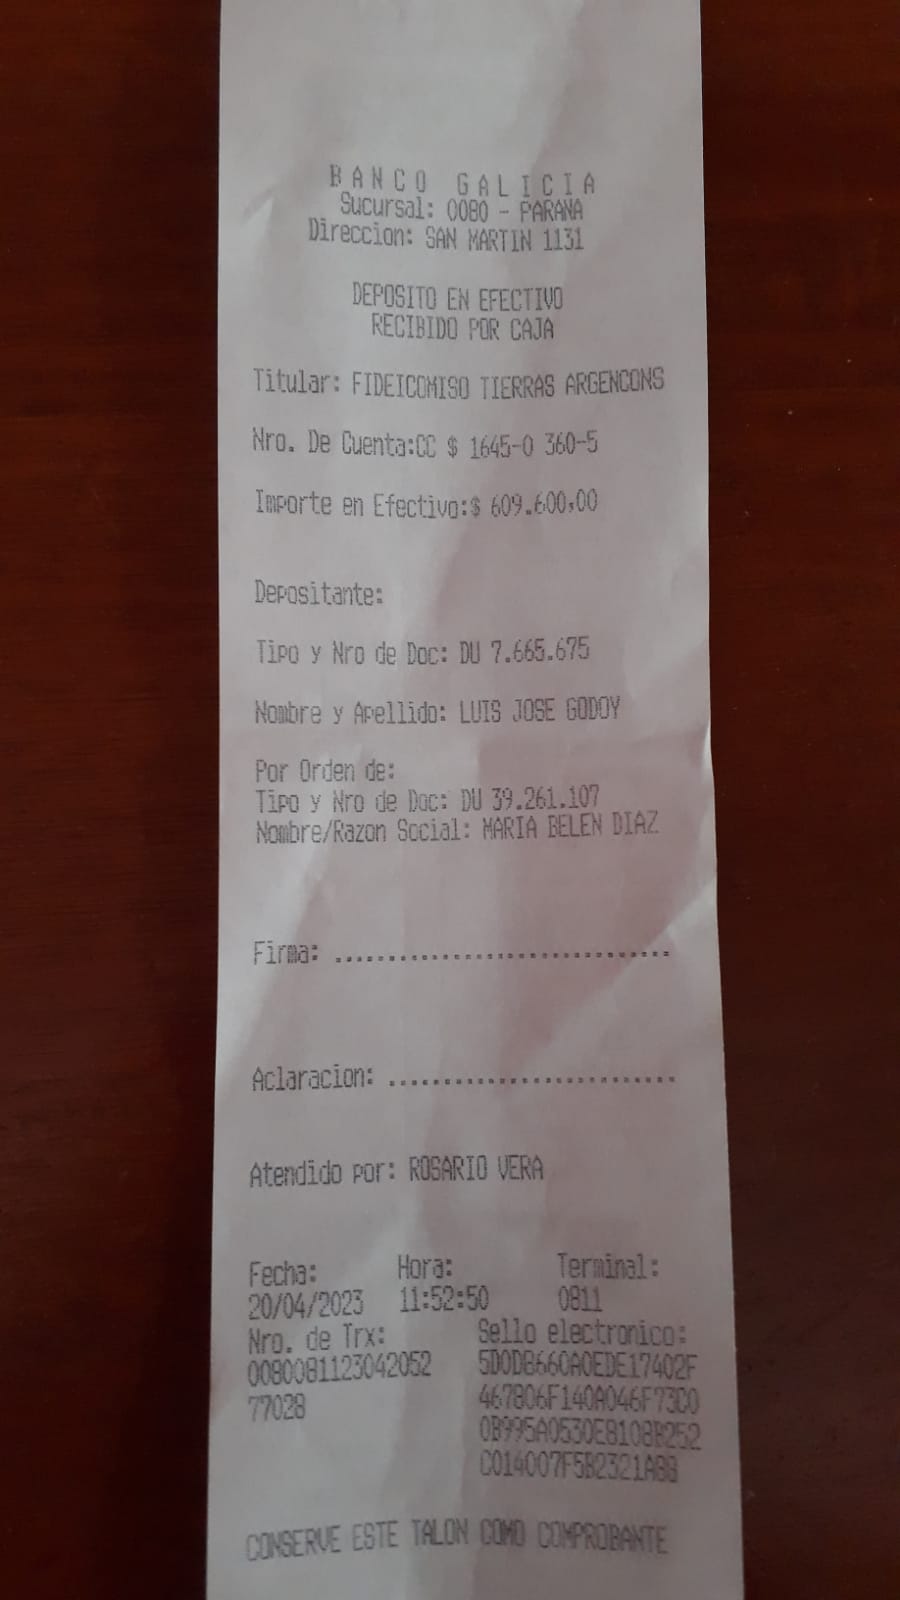 BANCO GALICIA
Sucursal: 0080 - PARANA
Direccion: SAN MARTIN 1131
DEPOSITO EN EFECTIVO
RECIBIDO POR CAJA
Titular: FIDEICOMISO TIERRAS ARGENCONS
Nro. De Cuenta:CC $ 1645-0 360-5
Importe en Efectivo:$ 609.600,00
Depositante:
Tipo y Nro de Doc: DU 7.665.675
Nombre y Apellido: LUIS JOSE GODOY
Por Orden de:
Tipo y Nro de Doc: DU 39.261.107
Nombre/Razon Social: MARIA BELEN DIAZ
Firma: ...............................
Aclaracion: ...........................
Atendido por: ROSARIO VERA
Fecha: Hora: Terminal:
20/04/2023 11:52:50 0811
Nro. de Trx: Sello electronico:
0080081123042052 5D0DB660A0EDE17402F
77028 467806F140A046F73C0
0B995A0530E8108B252
C014007F5B2321A88
CONSERVE ESTE TALON COMO COMPROBANTE